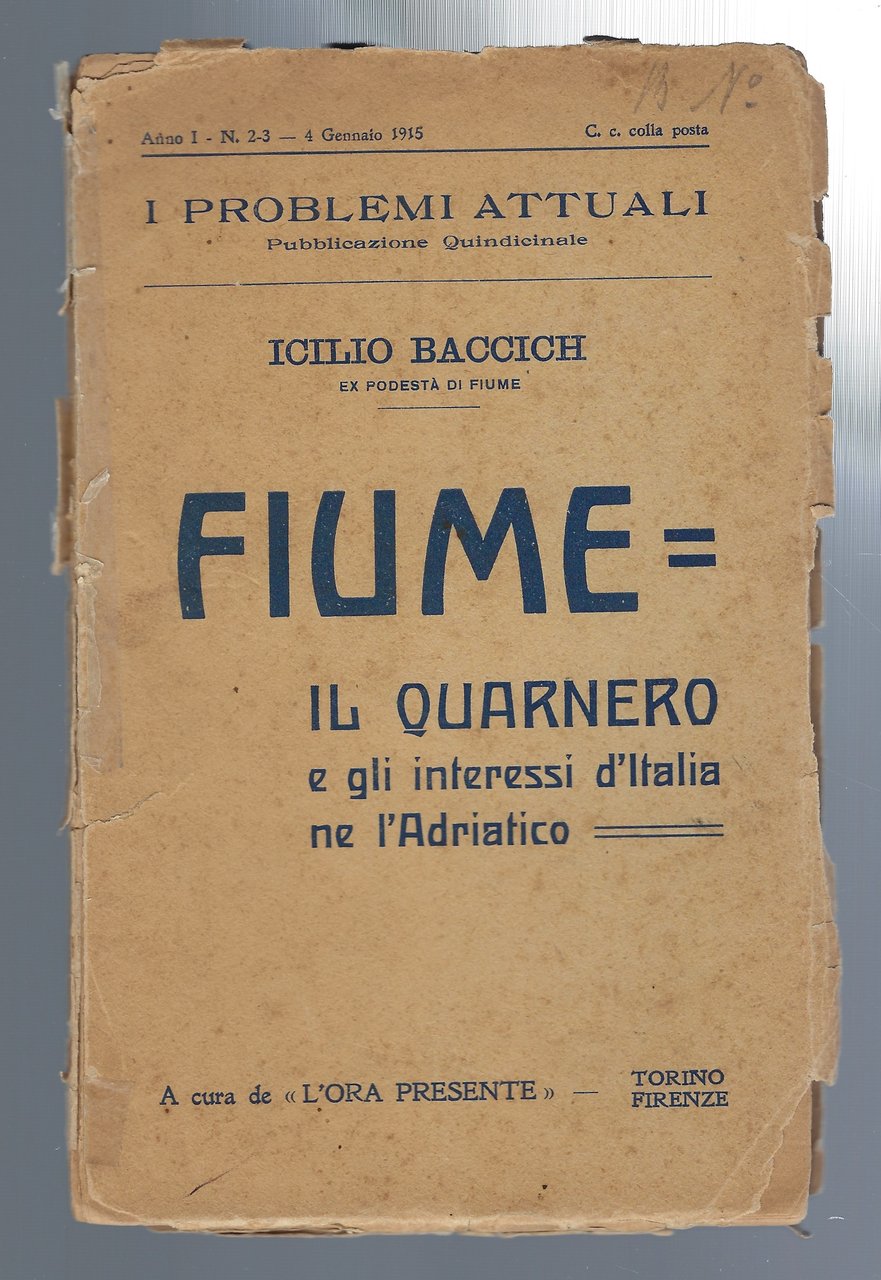 Anno I - N. 2-3 — 4 Gennaio 1915 C. c. colla posta
I PROBLEMI ATTUALI
Pubblicazione Quindicinale
ICILIO BACCICH
EX PODESTÀ DI FIUME
FIUME =
IL QUARNERO
e gli interessi d'Italia
ne l'Adriatico
A cura de «L'ORA PRESENTE» — TORINO
FIRENZE